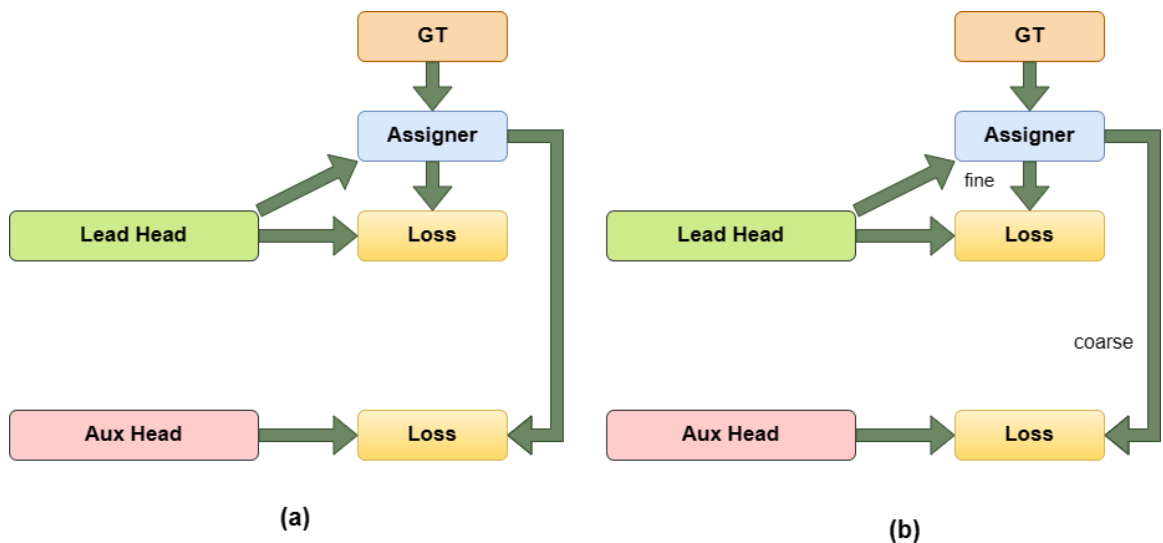 GT
Assigner
Lead Head
Loss
Aux Head
Loss
(a)
GT
Assigner
fine
Lead Head
Loss
coarse
Aux Head
Loss
(b)